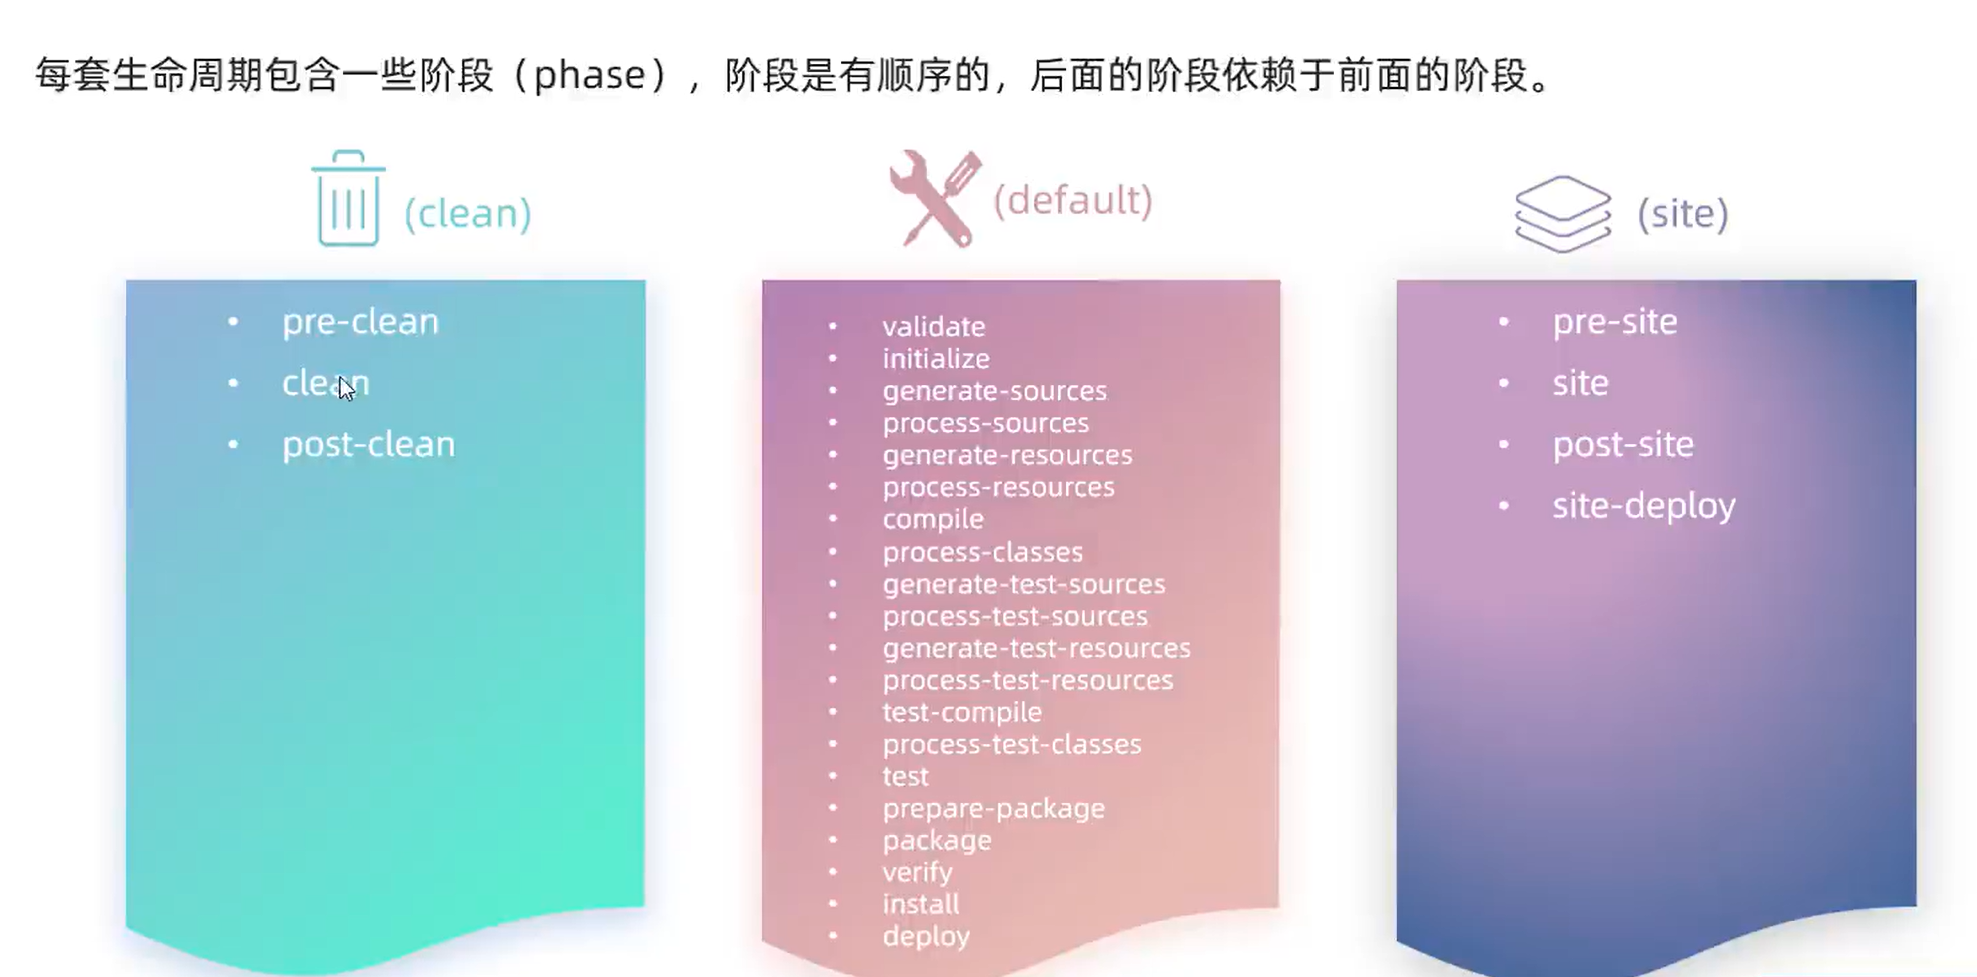 每套生命周期包含一些阶段（phase），阶段是有顺序的，后面的阶段依赖于前面的阶段。
(clean)
• pre-clean
• clean
• post-clean
(default)
• validate
• initialize
• generate-sources
• process-sources
• generate-resources
• process-resources
• compile
• process-classes
• generate-test-sources
• process-test-sources
• generate-test-resources
• process-test-resources
• test-compile
• process-test-classes
• test
• prepare-package
• package
• verify
• install
• deploy
(site)
• pre-site
• site
• post-site
• site-deploy